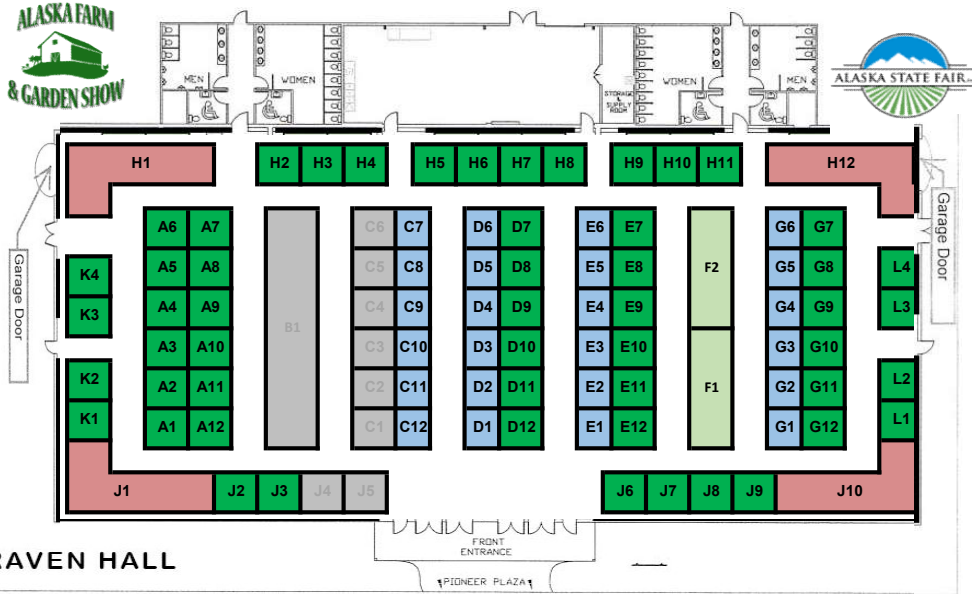 ALASKA FARM
& GARDEN SHOW
MEN
WOMEN
STORAGE
&
SUPPLY
ROOM
WOMEN
MEN
ALASKA STATE FAIR
H1
H2 H3 H4
H5 H6 H7 H8
H9 H10 H11
H12
Garage Door
Garage Door
A6 A7
C6 C7
D6 D7
E6 E7
G6 G7
K4
A5 A8
C5 C8
D5 D8
E5 E8
F2
G5 G8
L4
K3
A4 A9
B1
C4 C9
D4 D9
E4 E9
G4 G9
L3
A3 A10
C3 C10
D3 D10
E3 E10
G3 G10
K2
A2 A11
C2 C11
D2 D11
E2 E11
F1
G2 G11
L2
K1
A1 A12
C1 C12
D1 D12
E1 E12
G1 G12
L1
J1
J2 J3 J4 J5
J6 J7 J8 J9
J10
FRONT
ENTRANCE
RAVEN HALL
PIONEER PLAZA